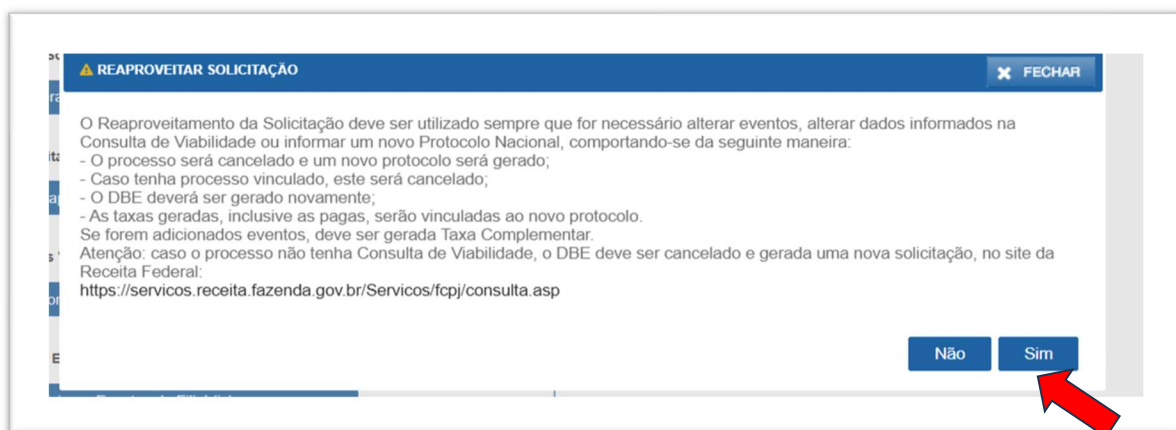 REAPROVEITAR SOLICITAÇÃO
FECHAR
O Reaproveitamento da Solicitação deve ser utilizado sempre que for necessário alterar eventos, alterar dados informados na
Consulta de Viabilidade ou informar um novo Protocolo Nacional, comportando-se da seguinte maneira:
- O processo será cancelado e um novo protocolo será gerado;
- Caso tenha processo vinculado, este será cancelado;
- O DBE deverá ser gerado novamente;
- As taxas geradas, inclusive as pagas, serão vinculadas ao novo protocolo.
Se forem adicionados eventos, deve ser gerada Taxa Complementar.
Atenção: caso o processo não tenha Consulta de Viabilidade, o DBE deve ser cancelado e gerada uma nova solicitação, no site da
Receita Federal:
https://servicos.receita.fazenda.gov.br/Servicos/fcpj/consulta.asp
Não Sim